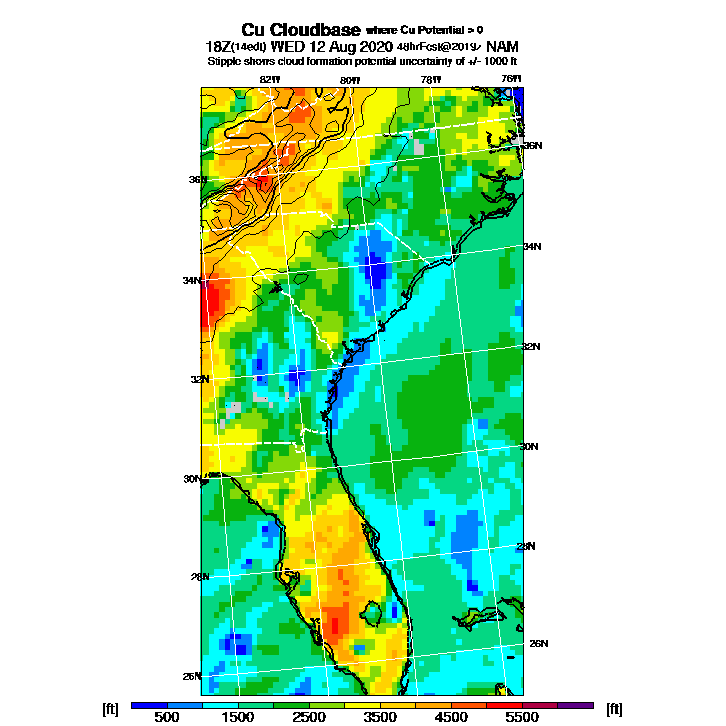 Cu Cloudbase where Cu Potential > 0
18Z(14edt) WED 12 Aug 2020 48hrFcst@2019z NAM
Stipple shows cloud formation potential uncertainty of +/- 1000 ft
82W 80W 78W 76W
36N
36N
34N
34N
32N
32N
30N
30N
28N
28N
26N
26N
[ft] [ft]
500 1500 2500 3500 4500 5500